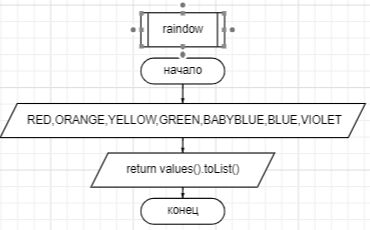 raindow
начало
RED,ORANGE,YELLOW,GREEN,BABYBLUE,BLUE,VIOLET
return values().toList()
конец